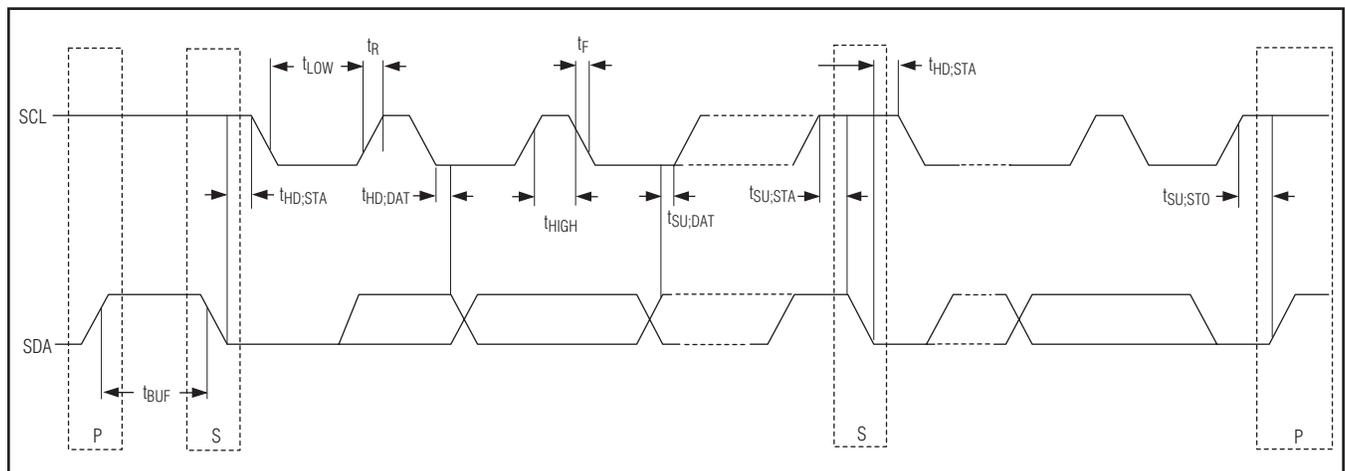 tLOW
tR
tF
tHD;STA
SCL
tHD;STA
tHD;DAT
tHIGH
tSU;DAT
tSU;STA
tSU;STO
SDA
tBUF
P
S
S
P